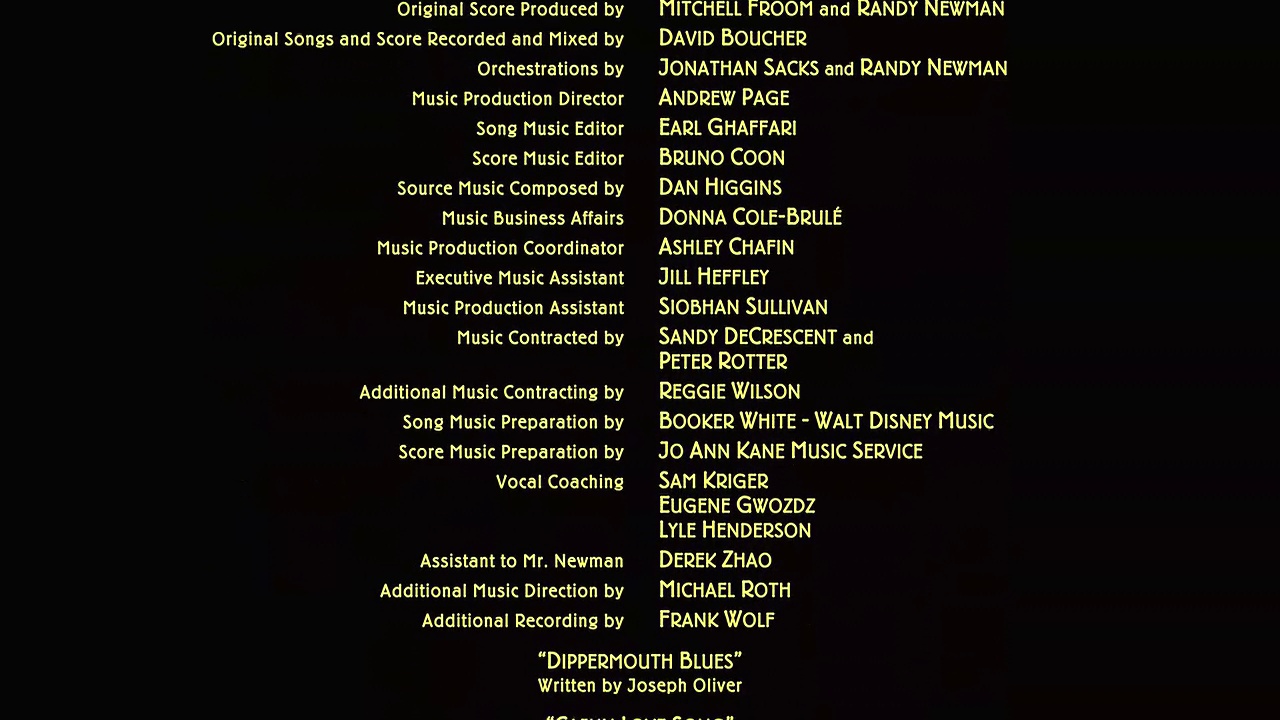 Original Score Produced by MITCHELL FROOM and RANDY NEWMAN
Original Songs and Score Recorded and Mixed by DAVID BOUCHER
Orchestrations by JONATHAN SACKS and RANDY NEWMAN
Music Production Director ANDREW PAGE
Song Music Editor EARL GHAFFARI
Score Music Editor BRUNO COON
Source Music Composed by DAN HIGGINS
Music Business Affairs DONNA COLE-BRULÉ
Music Production Coordinator ASHLEY CHAFIN
Executive Music Assistant JILL HEFFLEY
Music Production Assistant SIOBHAN SULLIVAN
Music Contracted by SANDY DECRESCENT and
PETER ROTTER
Additional Music Contracting by REGGIE WILSON
Song Music Preparation by BOOKER WHITE - WALT DISNEY MUSIC
Score Music Preparation by JO ANN KANE MUSIC SERVICE
Vocal Coaching SAM KRIGER
EUGENE GWOZDZ
LYLE HENDERSON
Assistant to Mr. Newman DEREK ZHAO
Additional Music Direction by MICHAEL ROTH
Additional Recording by FRANK WOLF
“DIPPERMOUTH BLUES”
Written by Joseph Oliver